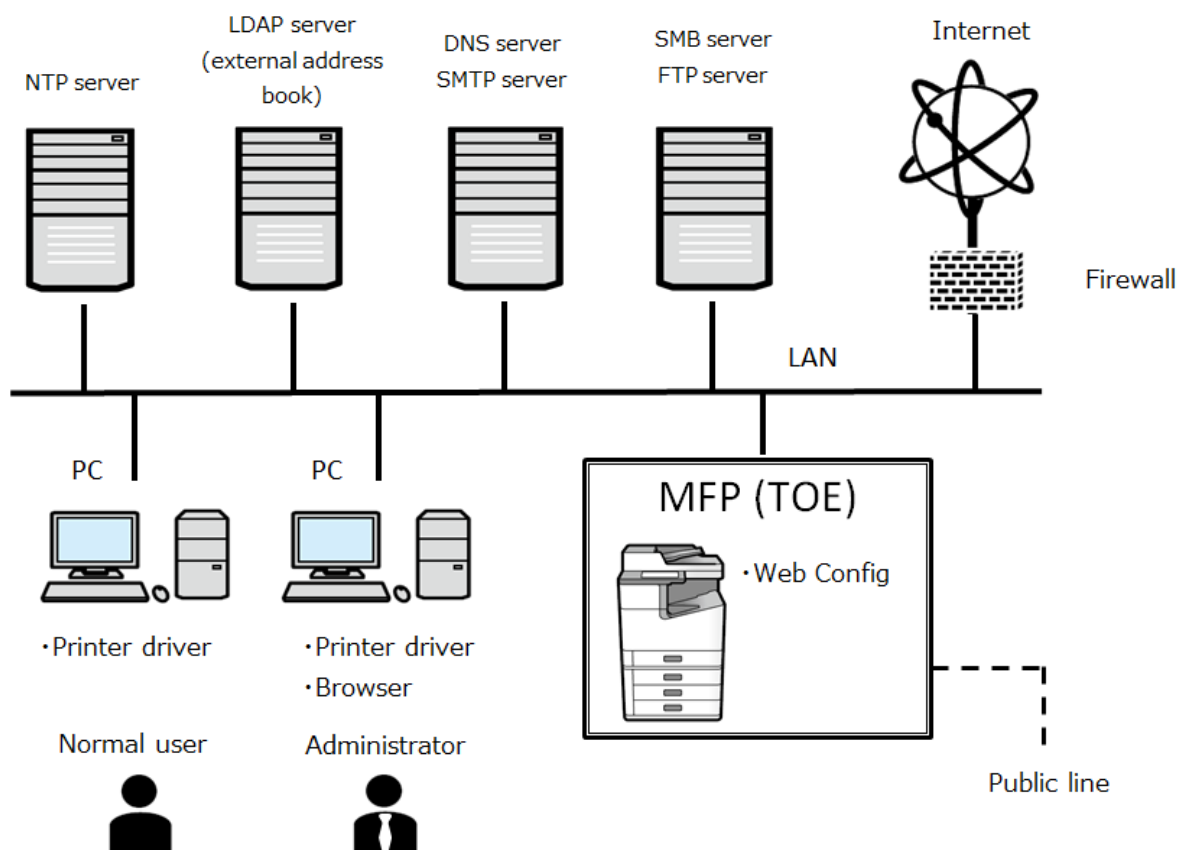 NTP server
LDAP server
(external address
book)
DNS server
SMTP server
SMB server
FTP server
Internet
Firewall
LAN
PC
PC
MFP (TOE)
・Web Config
・Printer driver
・Printer driver
・Browser
Normal user
Administrator
Public line